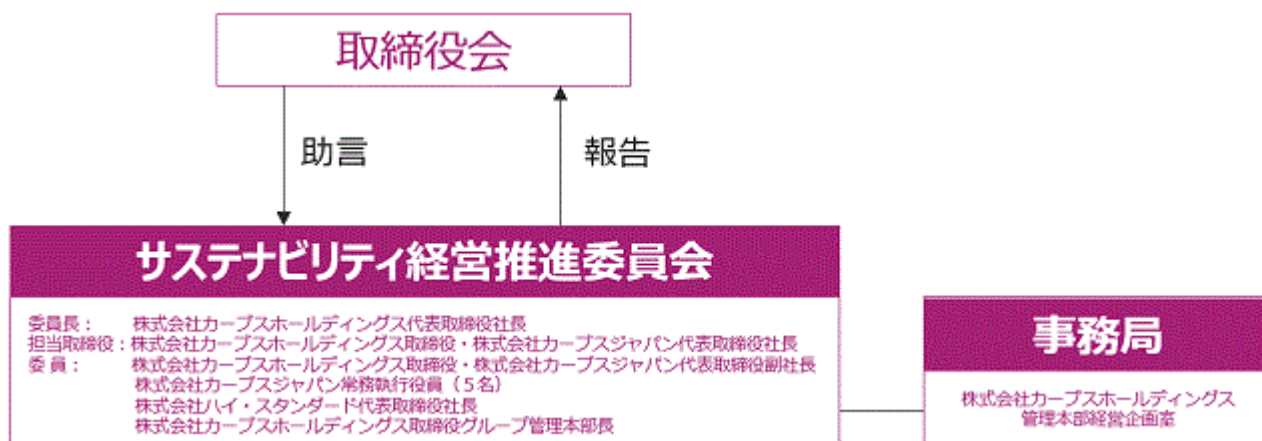 取締役会
助言
報告
サステナビリティ経営推進委員会
委員長： 株式会社カーブスホールディングス代表取締役社長
担当取締役：株式会社カーブスホールディングス取締役・株式会社カーブスジャパン代表取締役社長
委員： 株式会社カーブスホールディングス取締役・株式会社カーブスジャパン代表取締役副社長
株式会社カーブスジャパン常務執行役員（５名）
株式会社ハイ・スタンダード代表取締役社長
株式会社カーブスホールディングス取締役グループ管理本部長
事務局
株式会社カーブスホールディングス
管理本部経営企画室